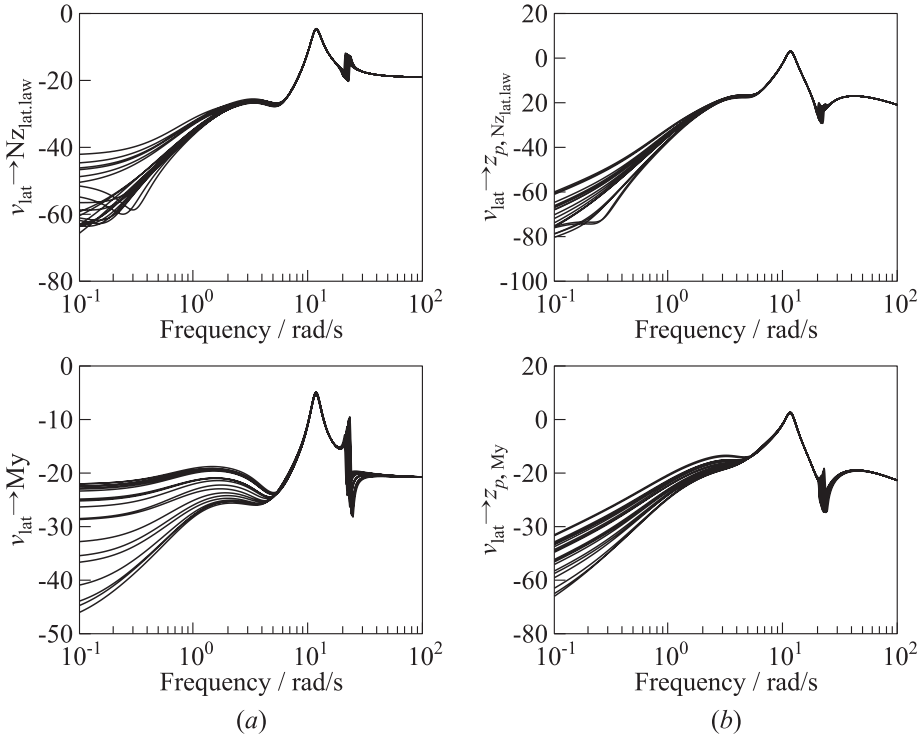 0
-20
-40
-60
-80
v_lat→Nz_lat.law
10^-1 10^0 10^1 10^2
Frequency / rad/s
20
0
-20
-40
-60
-80
-100
v_lat→z_p, Nz_lat.law
10^-1 10^0 10^1 10^2
Frequency / rad/s
0
-10
-20
-30
-40
-50
v_lat→My
10^-1 10^0 10^1 10^2
Frequency / rad/s
(a)
20
0
-20
-40
-60
-80
v_lat→z_p, My
10^-1 10^0 10^1 10^2
Frequency / rad/s
(b)